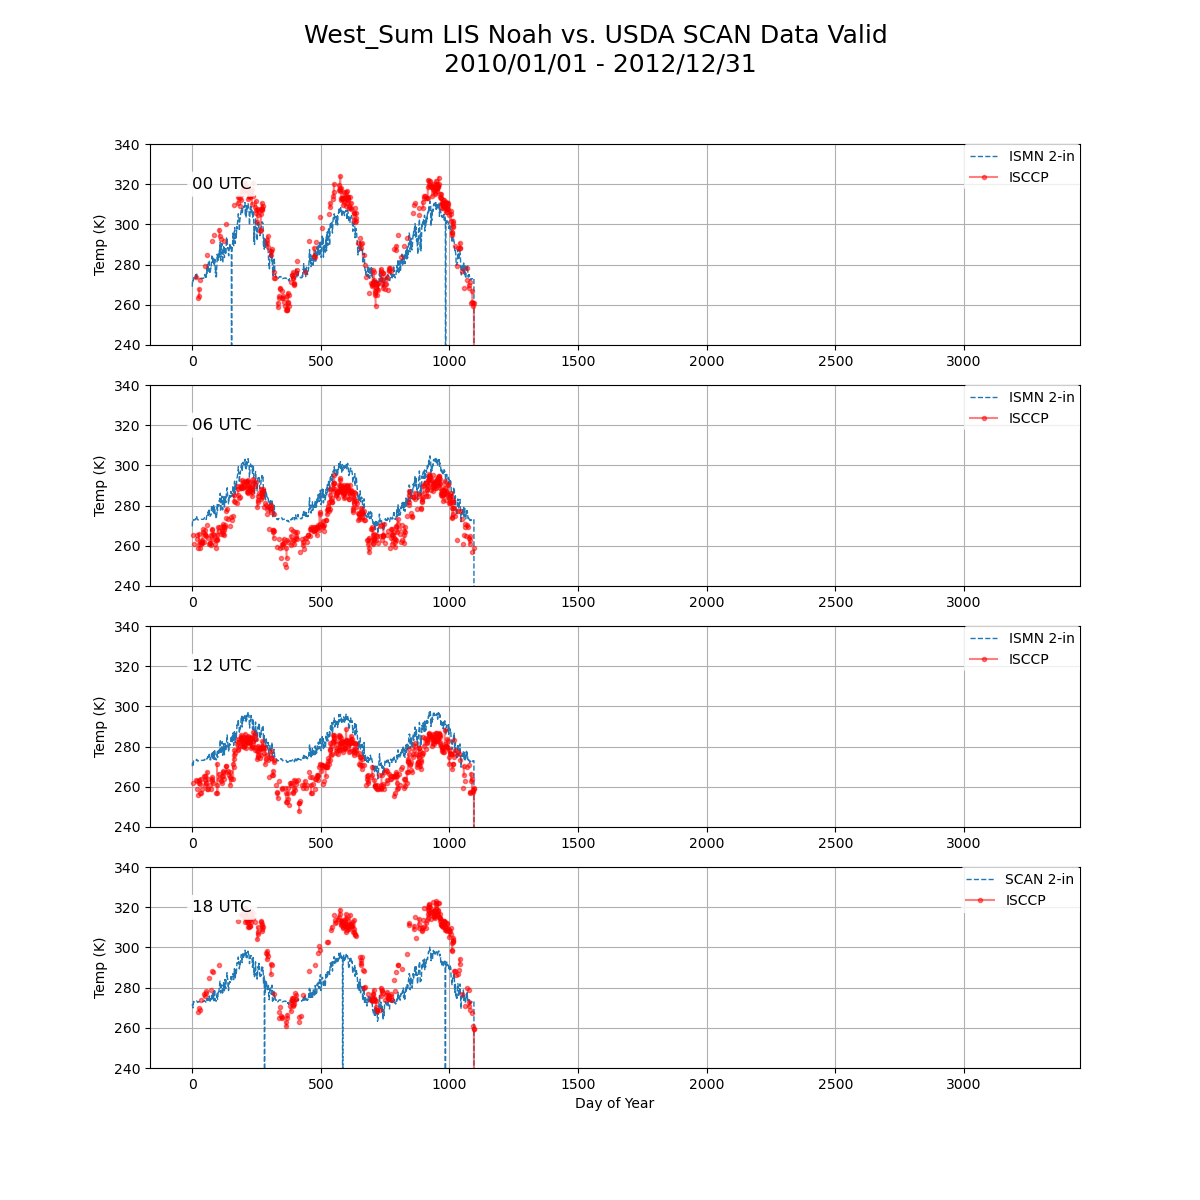 West_Sum LIS Noah vs. USDA SCAN Data Valid
2010/01/01 - 2012/12/31
340
320
300
280
260
240
Temp (K)
00 UTC
ISMN 2-in
ISCCP
0 500 1000 1500 2000 2500 3000
340
320
300
280
260
240
Temp (K)
06 UTC
ISMN 2-in
ISCCP
0 500 1000 1500 2000 2500 3000
340
320
300
280
260
240
Temp (K)
12 UTC
ISMN 2-in
ISCCP
0 500 1000 1500 2000 2500 3000
340
320
300
280
260
240
Temp (K)
18 UTC
SCAN 2-in
ISCCP
0 500 1000 1500 2000 2500 3000
Day of Year